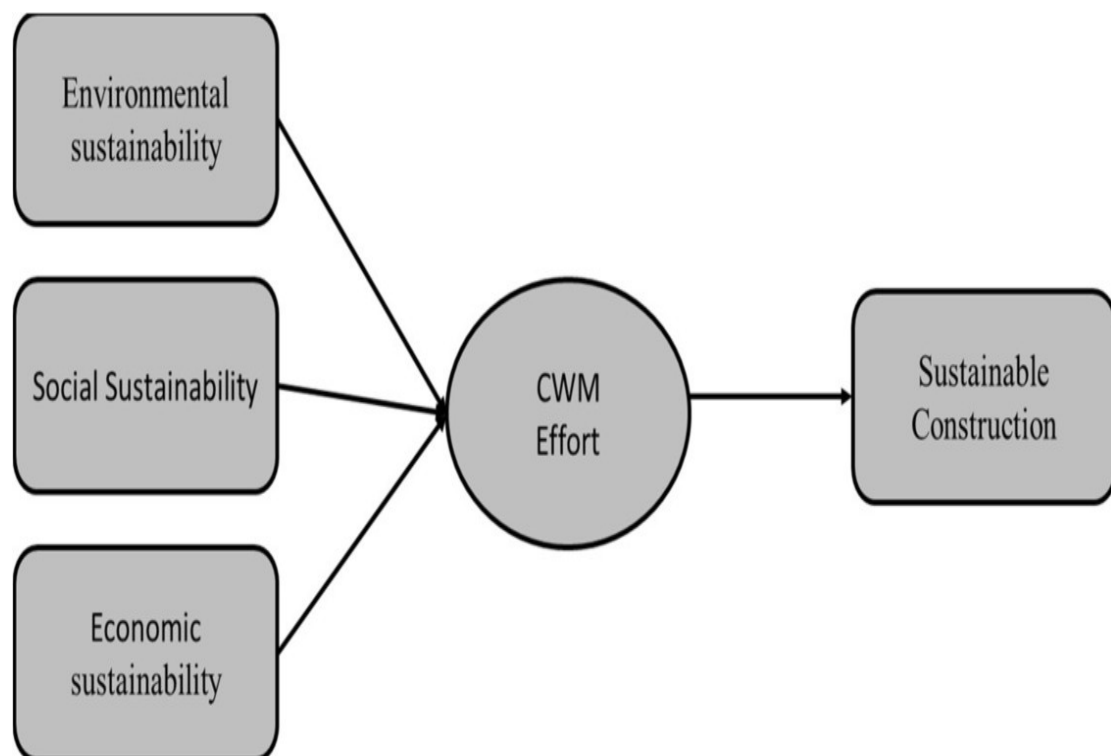 Environmental
sustainability
Social Sustainability
Economic
sustainability
CWM
Effort
Sustainable
Construction